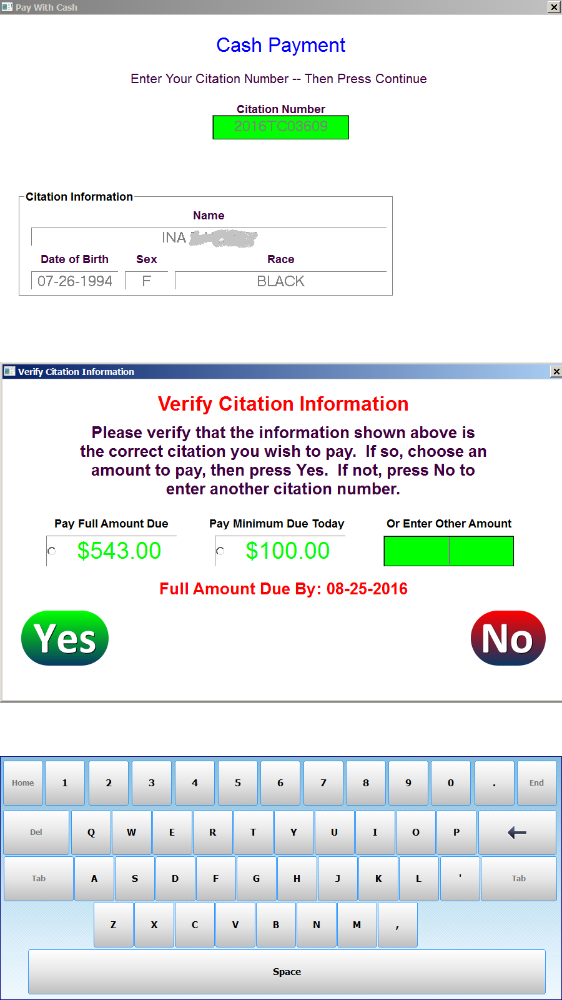 Pay With Cash
Cash Payment
Enter Your Citation Number -- Then Press Continue
Citation Number
2016TC03609
Citation Information
Name
INA
Date of Birth Sex Race
07-26-1994 F BLACK
Verify Citation Information
Verify Citation Information
Please verify that the information shown above is
the correct citation you wish to pay.  If so, choose an
amount to pay, then press Yes.  If not, press No to
enter another citation number.
Pay Full Amount Due Pay Minimum Due Today Or Enter Other Amount
$543.00 $100.00
Full Amount Due By: 08-25-2016
Yes No
Home 1 2 3 4 5 6 7 8 9 0 . End
Del Q W E R T Y U I O P
Tab A S D F G H J K L ' Tab
Z X C V B N M ,
Space